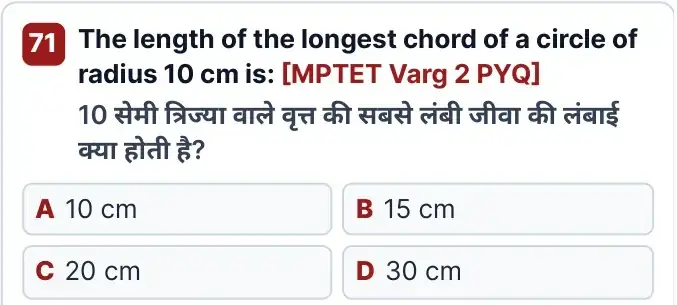 71 The length of the longest chord of a circle of
radius 10 cm is: [MPTET Varg 2 PYQ]
10 सेमी त्रिज्या वाले वृत्त की सबसे लंबी जीवा की लंबाई
क्या होती है?
A 10 cm
B 15 cm
C 20 cm
D 30 cm